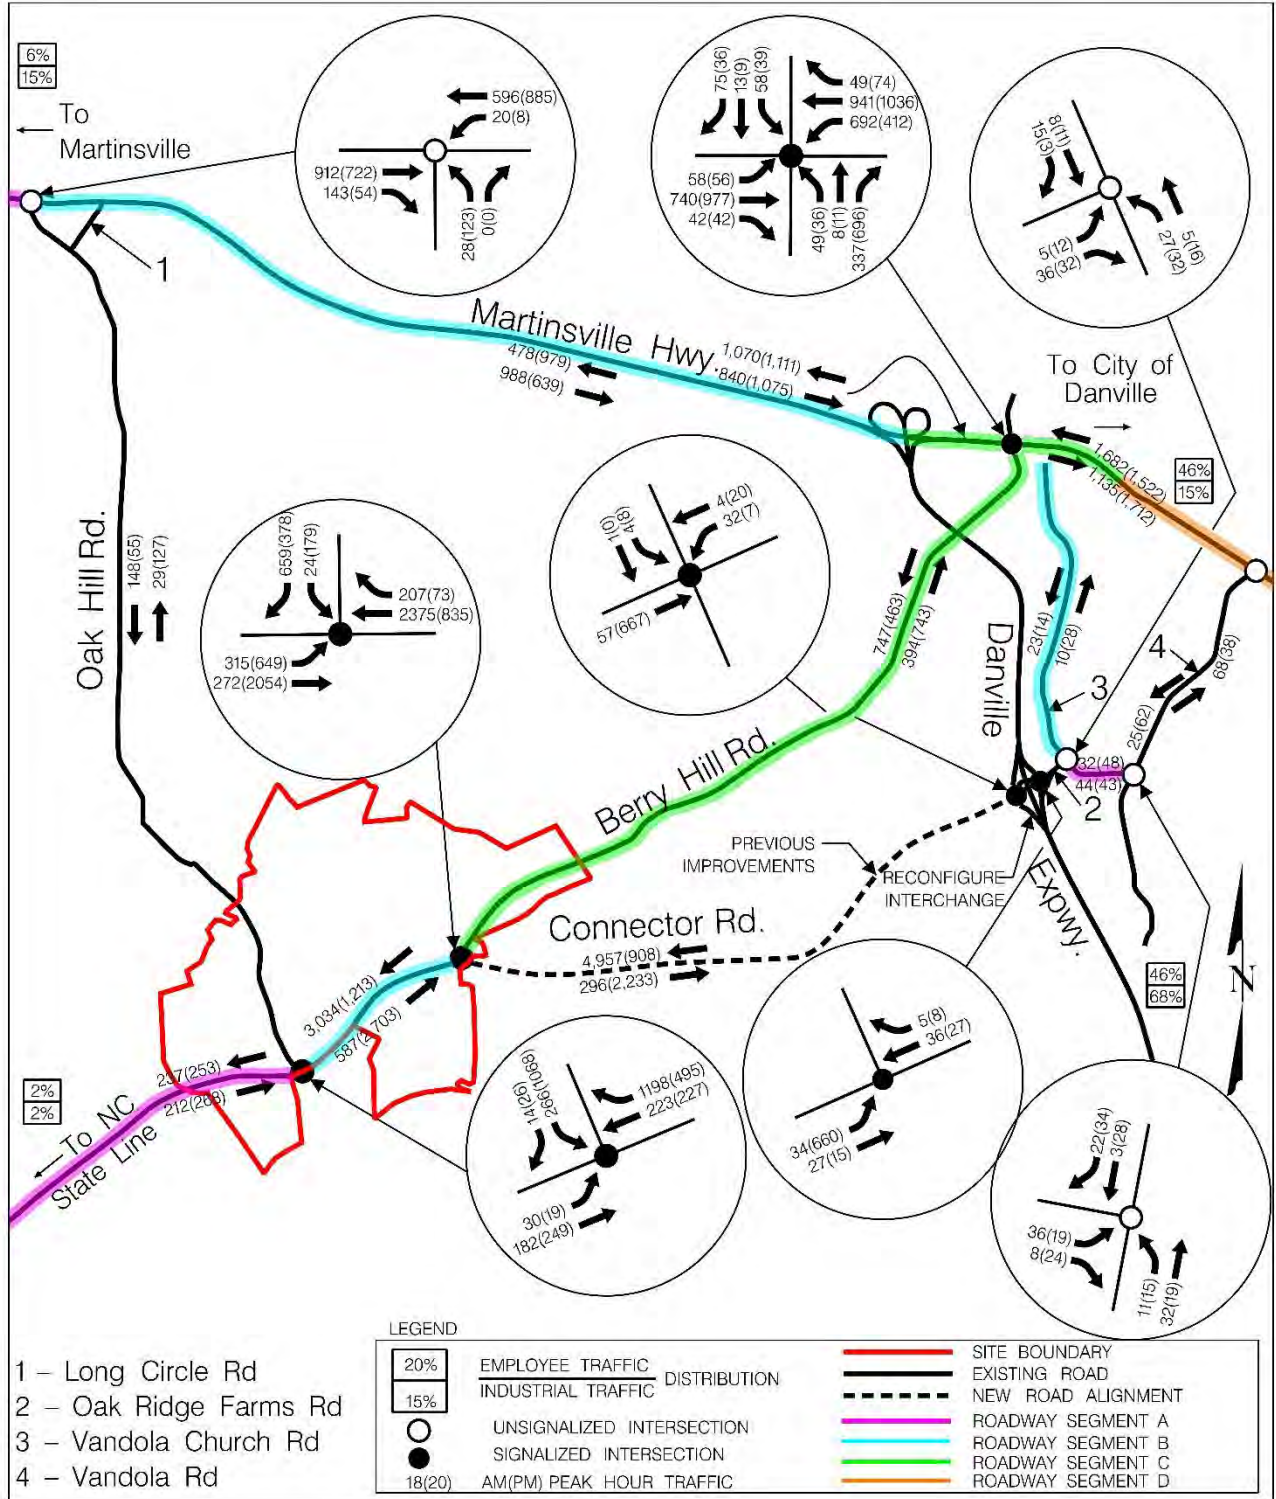 6%
15%
To
Martinsville
596(885)
20(8)
912(722)
143(54)
28(123)
0(0)
75(36)
13(9)
58(39)
49(74)
941(1036)
692(412)
58(56)
740(977)
42(42)
49(36)
8(11)
337(696)
8(11)
15(3)
5(12)
36(32)
5(16)
27(32)
1
Martinsville Hwy.
478(979)
988(639)
1,070(1,111)
840(1,075)
To City of
Danville
1,682(1,522)
1,135(1,712)
46%
15%
Oak Hill Rd.
148(55)
29(127)
659(378)
24(179)
207(73)
2375(835)
315(649)
272(2054)
4(8)
4(20)
32(7)
57(667)
747(463)
394(743)
Danville
Expwy.
23(14)
10(28)
3
4
68(38)
25(62)
32(48)
44(43)
2
Berry Hill Rd.
PREVIOUS
IMPROVEMENTS
RECONFIGURE
INTERCHANGE
Connector Rd.
4,957(908)
296(2,233)
46%
68%
N
3,034(1,213)
587(2,703)
237(253)
212(268)
2%
2%
To NC
State Line
14(26)
266(1068)
1198(495)
223(227)
30(19)
182(249)
5(8)
36(27)
34(660)
27(15)
22(34)
3(28)
36(19)
8(24)
11(15)
32(19)
1 – Long Circle Rd
2 – Oak Ridge Farms Rd
3 – Vandola Church Rd
4 – Vandola Rd
LEGEND
20%
15%
EMPLOYEE TRAFFIC
INDUSTRIAL TRAFFIC
DISTRIBUTION
UNSIGNALIZED INTERSECTION
SIGNALIZED INTERSECTION
18(20) AM(PM) PEAK HOUR TRAFFIC
SITE BOUNDARY
EXISTING ROAD
NEW ROAD ALIGNMENT
ROADWAY SEGMENT A
ROADWAY SEGMENT B
ROADWAY SEGMENT C
ROADWAY SEGMENT D